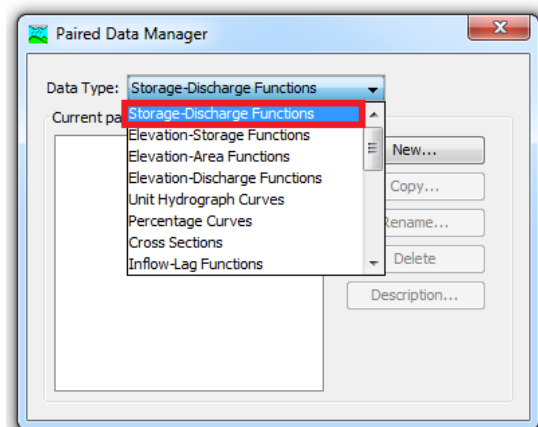 Paired Data Manager
Data Type: Storage-Discharge Functions
Current pa
Storage-Discharge Functions
Elevation-Storage Functions
Elevation-Area Functions
Elevation-Discharge Functions
Unit Hydrograph Curves
Percentage Curves
Cross Sections
Inflow-Lag Functions
New...
Copy...
Rename...
Delete
Description...